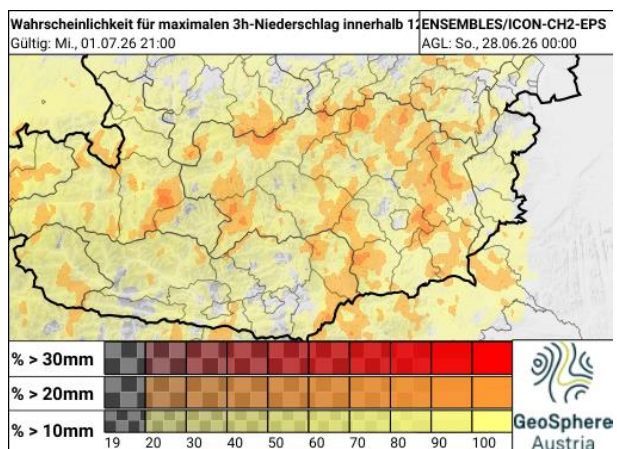 Wahrscheinlichkeit für maximalen 3h-Niederschlag innerhalb 12
ENSEMBLES/ICON-CH2-EPS
Gültig: Mi., 01.07.26 21:00
AGL: So., 28.06.26 00:00
% > 30mm
% > 20mm
% > 10mm
19 20 30 40 50 60 70 80 90 100
GeoSphere
Austria